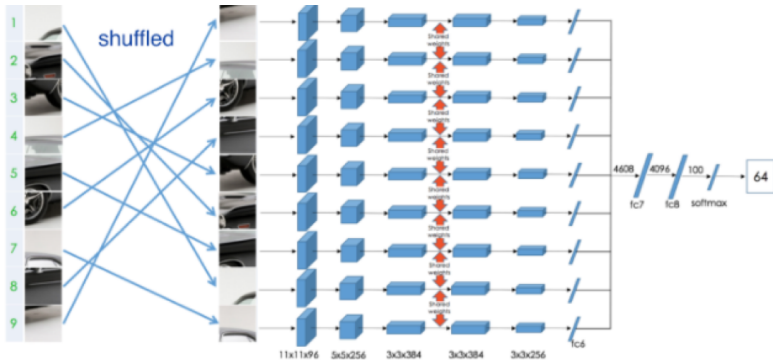 shuffled
1
2
3
4
5
6
7
8
9
Shared weights
Shared weights
Shared weights
Shared weights
Shared weights
Shared weights
Shared weights
Shared weights
4608
4096
100
64
fc7
fc8
softmax
fc6
11x11x96
5x5x256
3x3x384
3x3x384
3x3x256